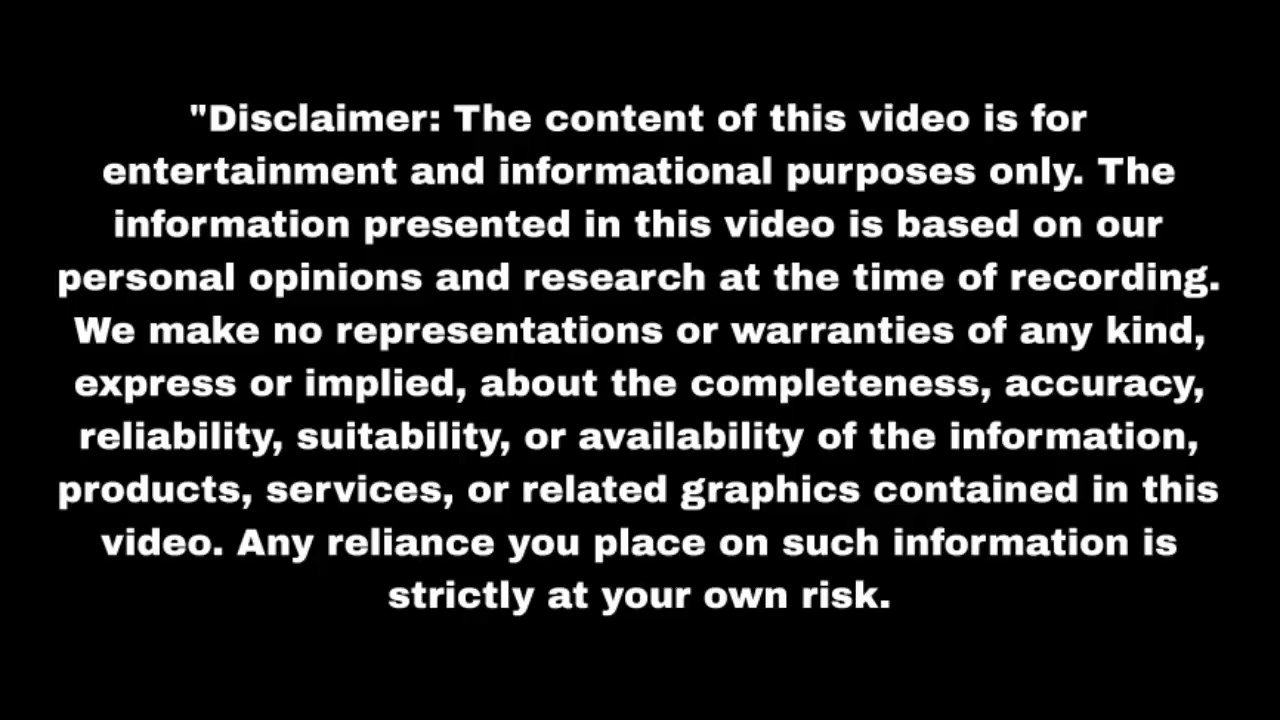 "Disclaimer: The content of this video is for
entertainment and informational purposes only. The
information presented in this video is based on our
personal opinions and research at the time of recording.
We make no representations or warranties of any kind,
express or implied, about the completeness, accuracy,
reliability, suitability, or availability of the information,
products, services, or related graphics contained in this
video. Any reliance you place on such information is
strictly at your own risk.